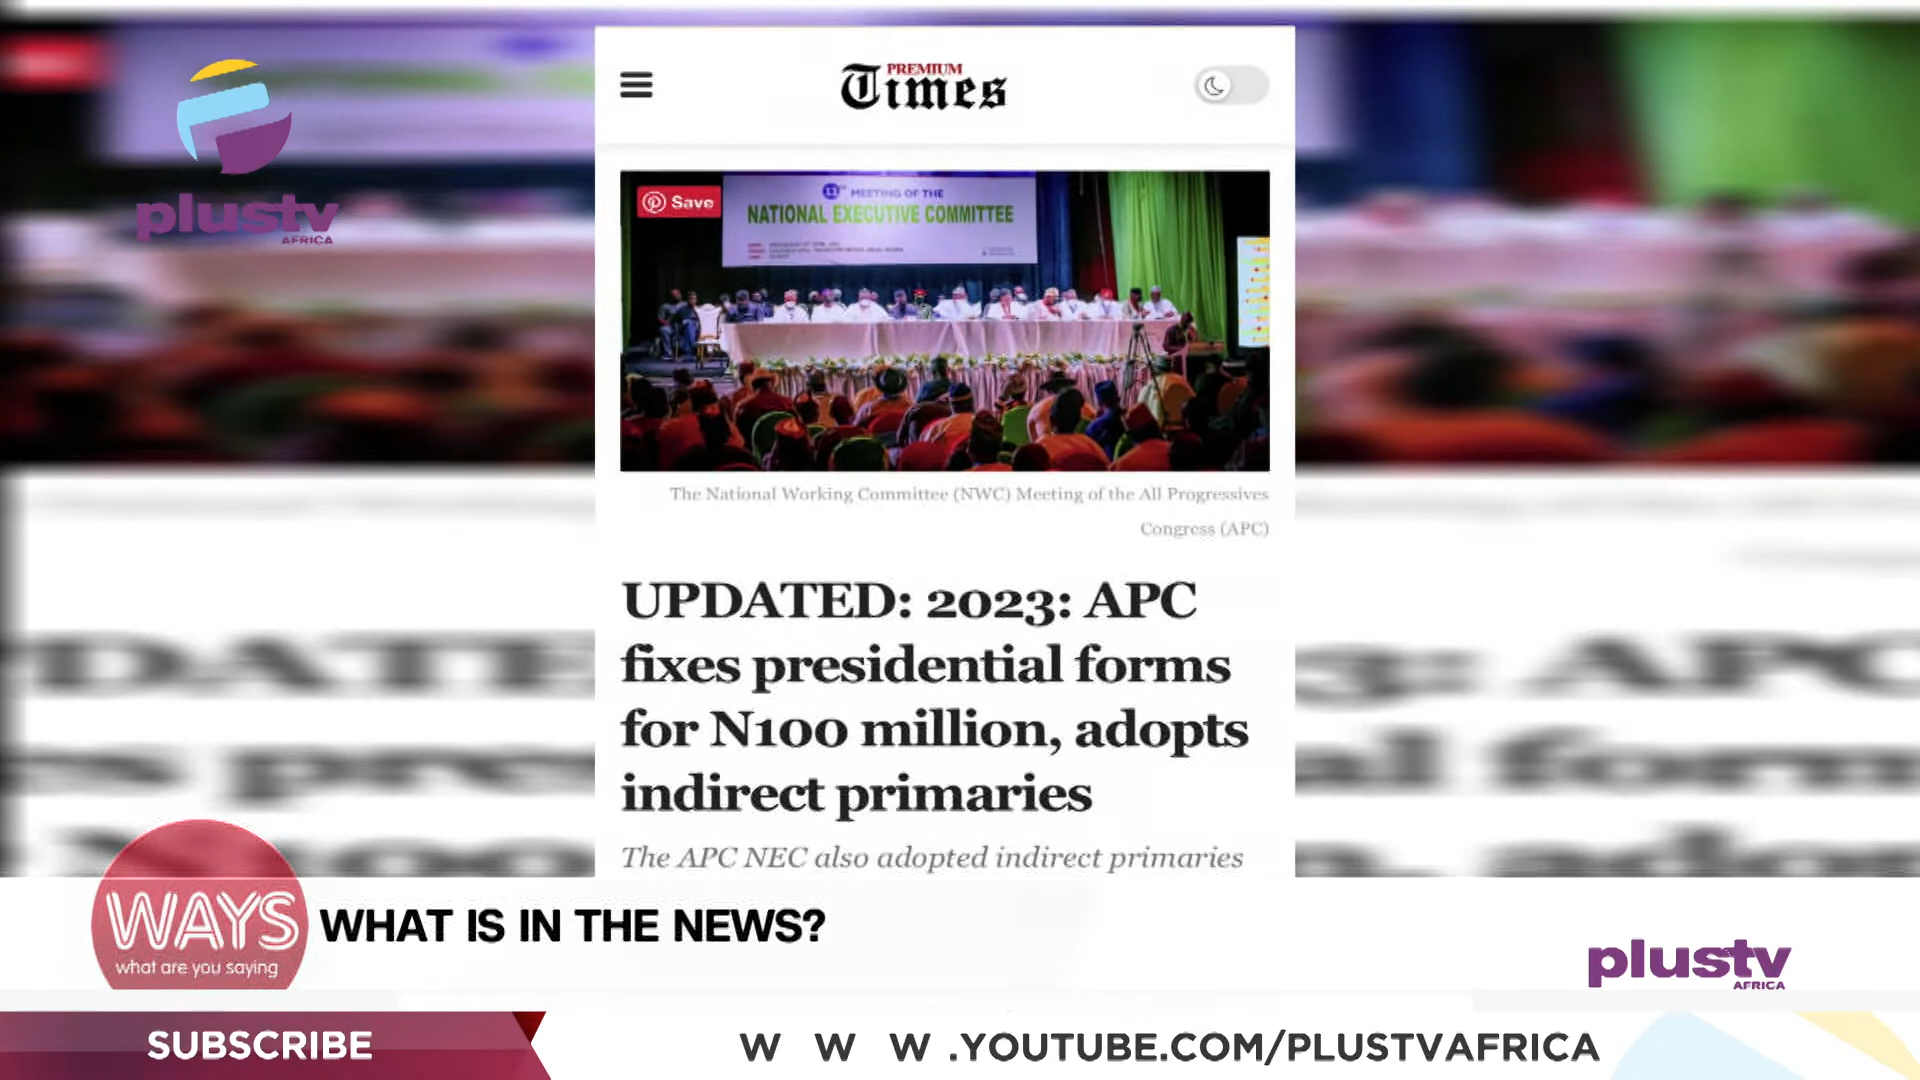 plustv
AFRICA
PREMIUM
Times
Save
11TH MEETING OF THE
NATIONAL EXECUTIVE COMMITTEE
The National Working Committee (NWC) Meeting of the All Progressives
Congress (APC)
UPDATED: 2023: APC
fixes presidential forms
for N100 million, adopts
indirect primaries
The APC NEC also adopted indirect primaries
WAYS
what are you saying
WHAT IS IN THE NEWS?
plustv
AFRICA
SUBSCRIBE
W W W .YOUTUBE.COM/PLUSTVAFRICA